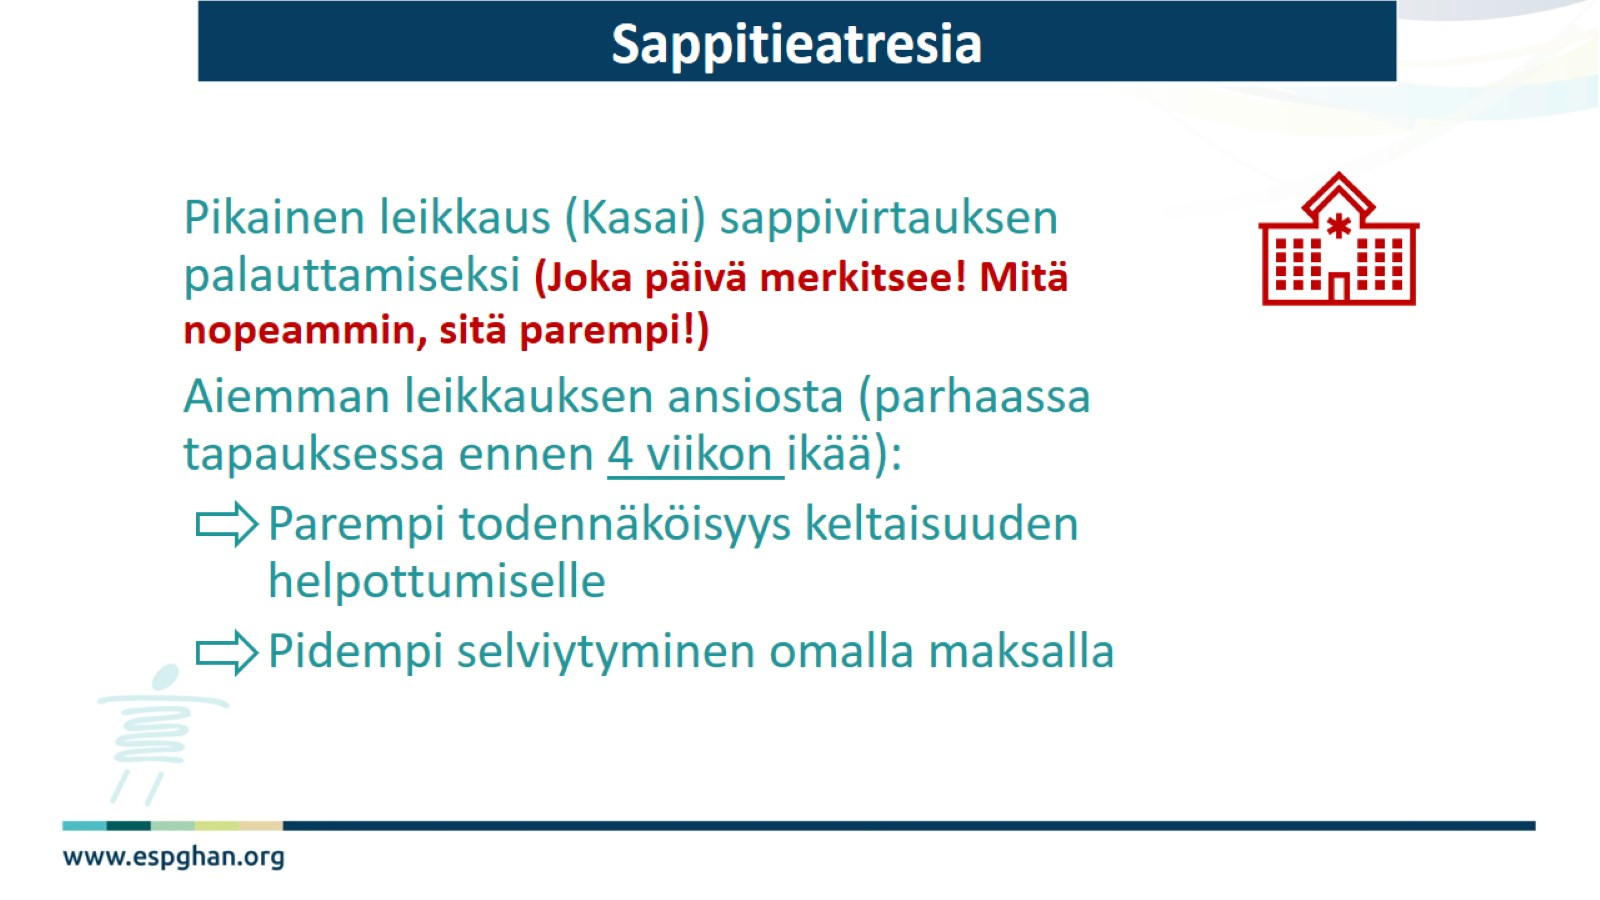 Sappitieatresia
Pikainen leikkaus (Kasai) sappivirtauksen
palauttamiseksi (Joka päivä merkitsee! Mitä
nopeammin, sitä parempi!)
Aiemman leikkauksen ansiosta (parhaassa
tapauksessa ennen 4 viikon ikää):
Parempi todennäköisyys keltaisuuden
helpottumiselle
Pidempi selviytyminen omalla maksalla
www.espghan.org